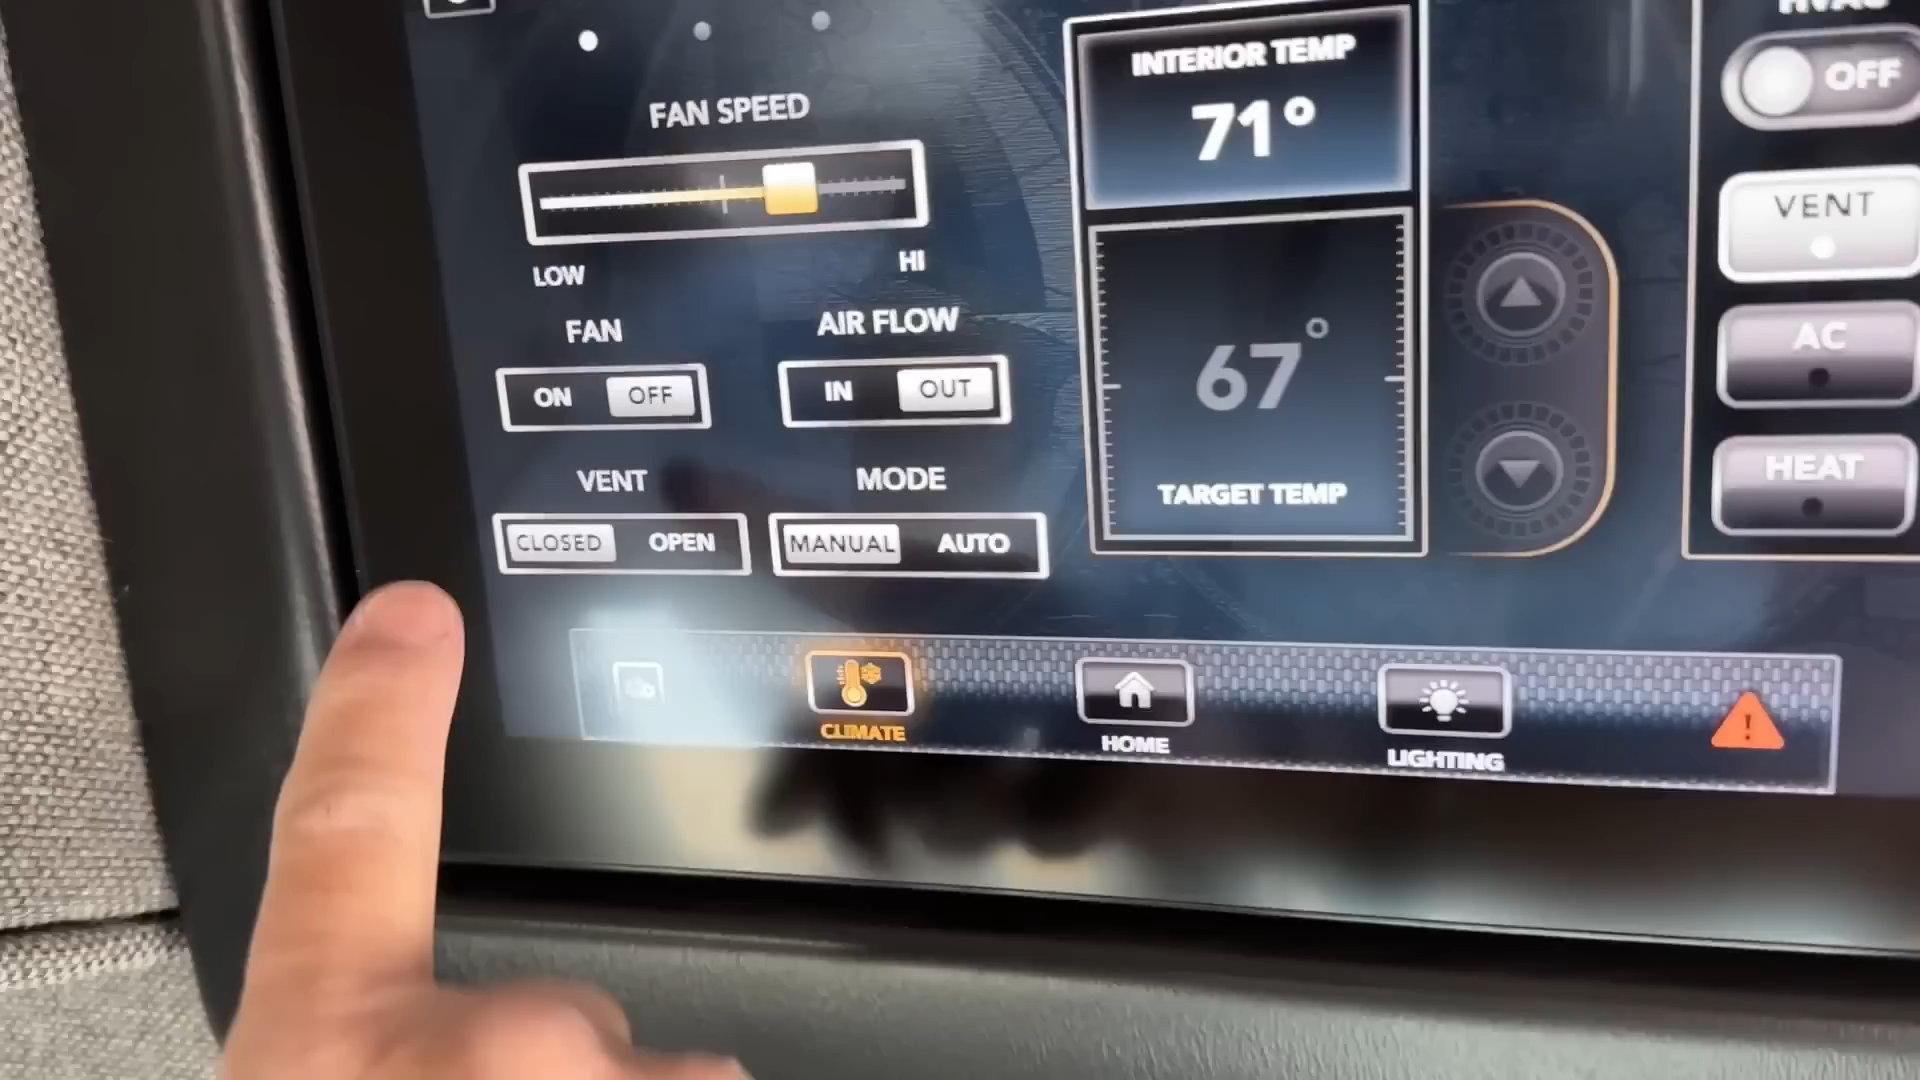 FAN SPEED
LOW
HI
FAN
ON OFF
AIR FLOW
IN OUT
VENT
CLOSED OPEN
MODE
MANUAL AUTO
INTERIOR TEMP
71°
67°
TARGET TEMP
HVAC
OFF
VENT
AC
HEAT
CLIMATE
HOME
LIGHTING